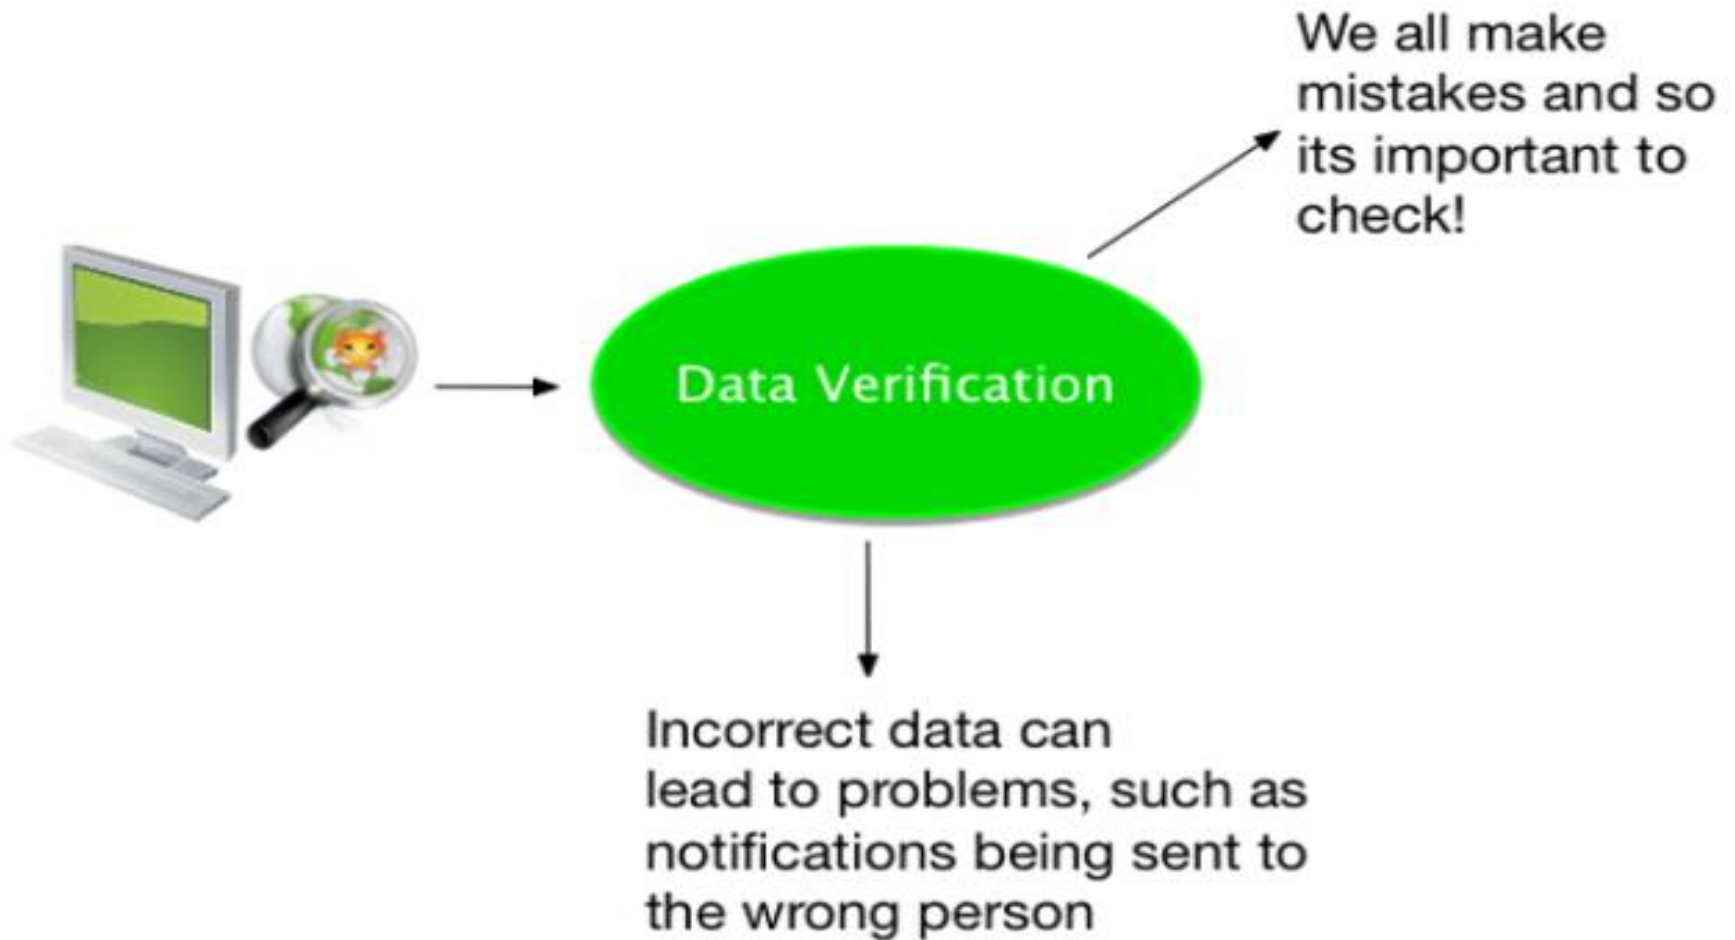 We all make
mistakes and so
its important to
check!
Data Verification
Incorrect data can
lead to problems, such as
notifications being sent to
the wrong person